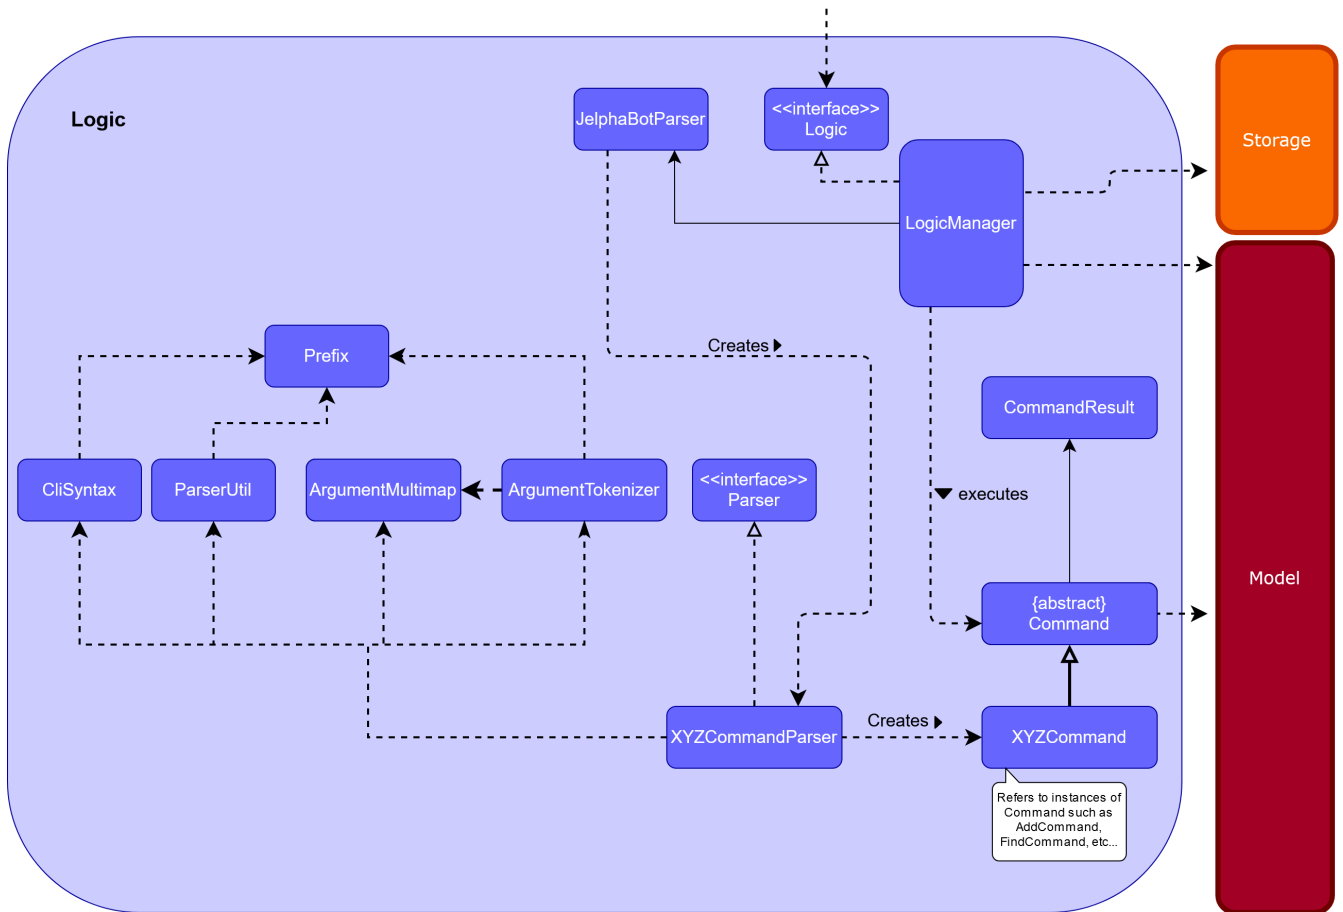 Logic
JelphaBotParser
<<interface>>
Logic
LogicManager
Storage
Creates
Prefix
CommandResult
CliSyntax
ParserUtil
ArgumentMultimap
ArgumentTokenizer
<<interface>>
Parser
executes
Model
{abstract}
Command
XYZCommandParser
Creates
XYZCommand
Refers to instances of
Command such as
AddCommand,
FindCommand, etc...